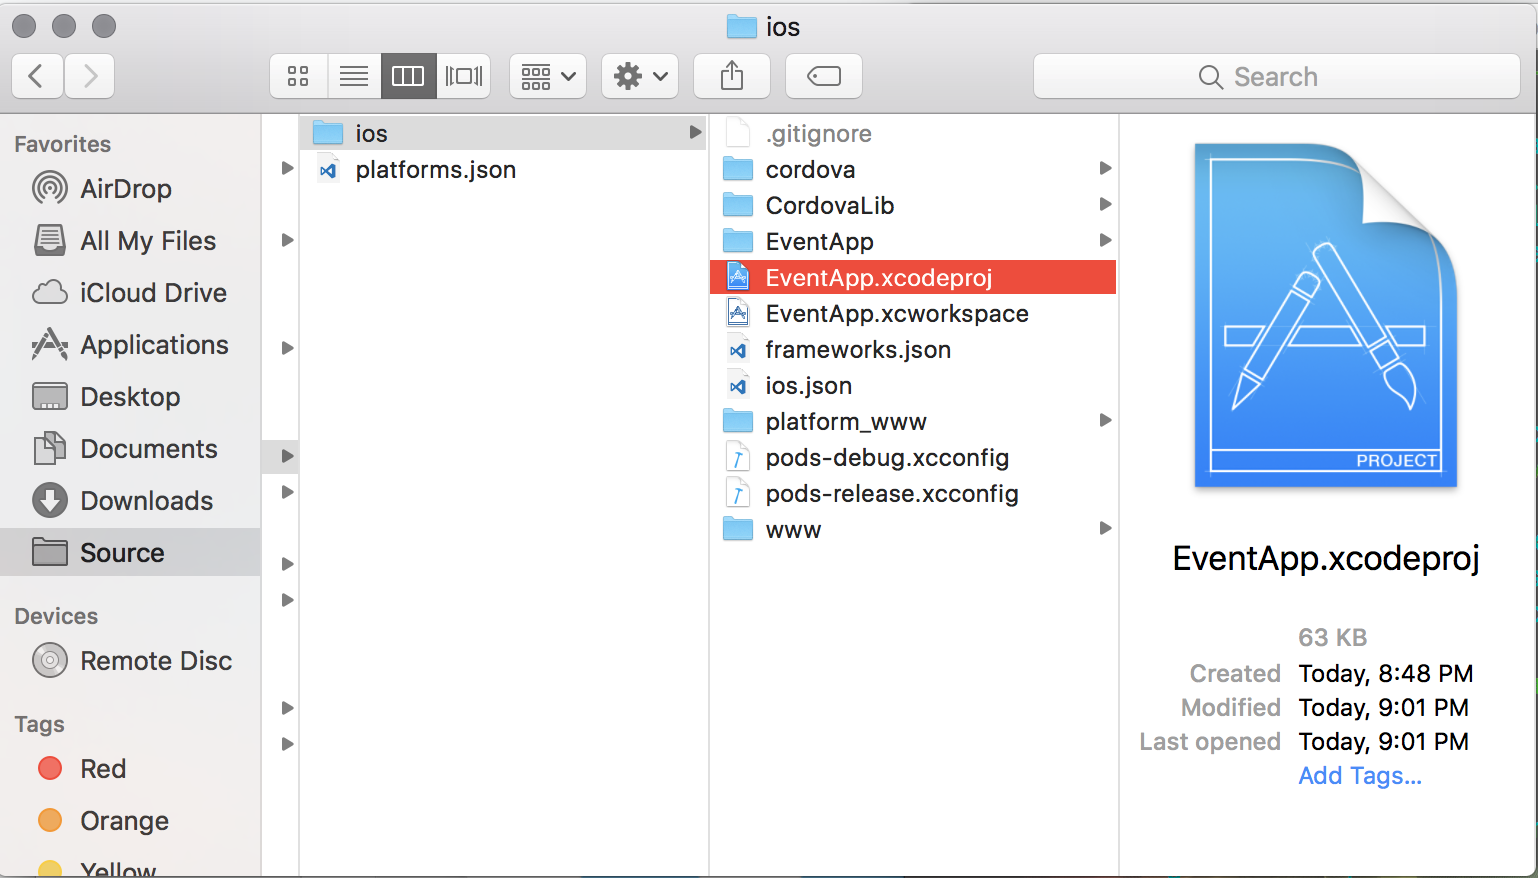 ios
Search
Favorites
AirDrop
All My Files
iCloud Drive
Applications
Desktop
Documents
Downloads
Source
Devices
Remote Disc
Tags
Red
Orange
Yellow
ios
platforms.json
.gitignore
cordova
CordovaLib
EventApp
EventApp.xcodeproj
EventApp.xcworkspace
frameworks.json
ios.json
platform_www
pods-debug.xcconfig
pods-release.xcconfig
www
PROJECT
EventApp.xcodeproj
63 KB
Created Today, 8:48 PM
Modified Today, 9:01 PM
Last opened Today, 9:01 PM
Add Tags...